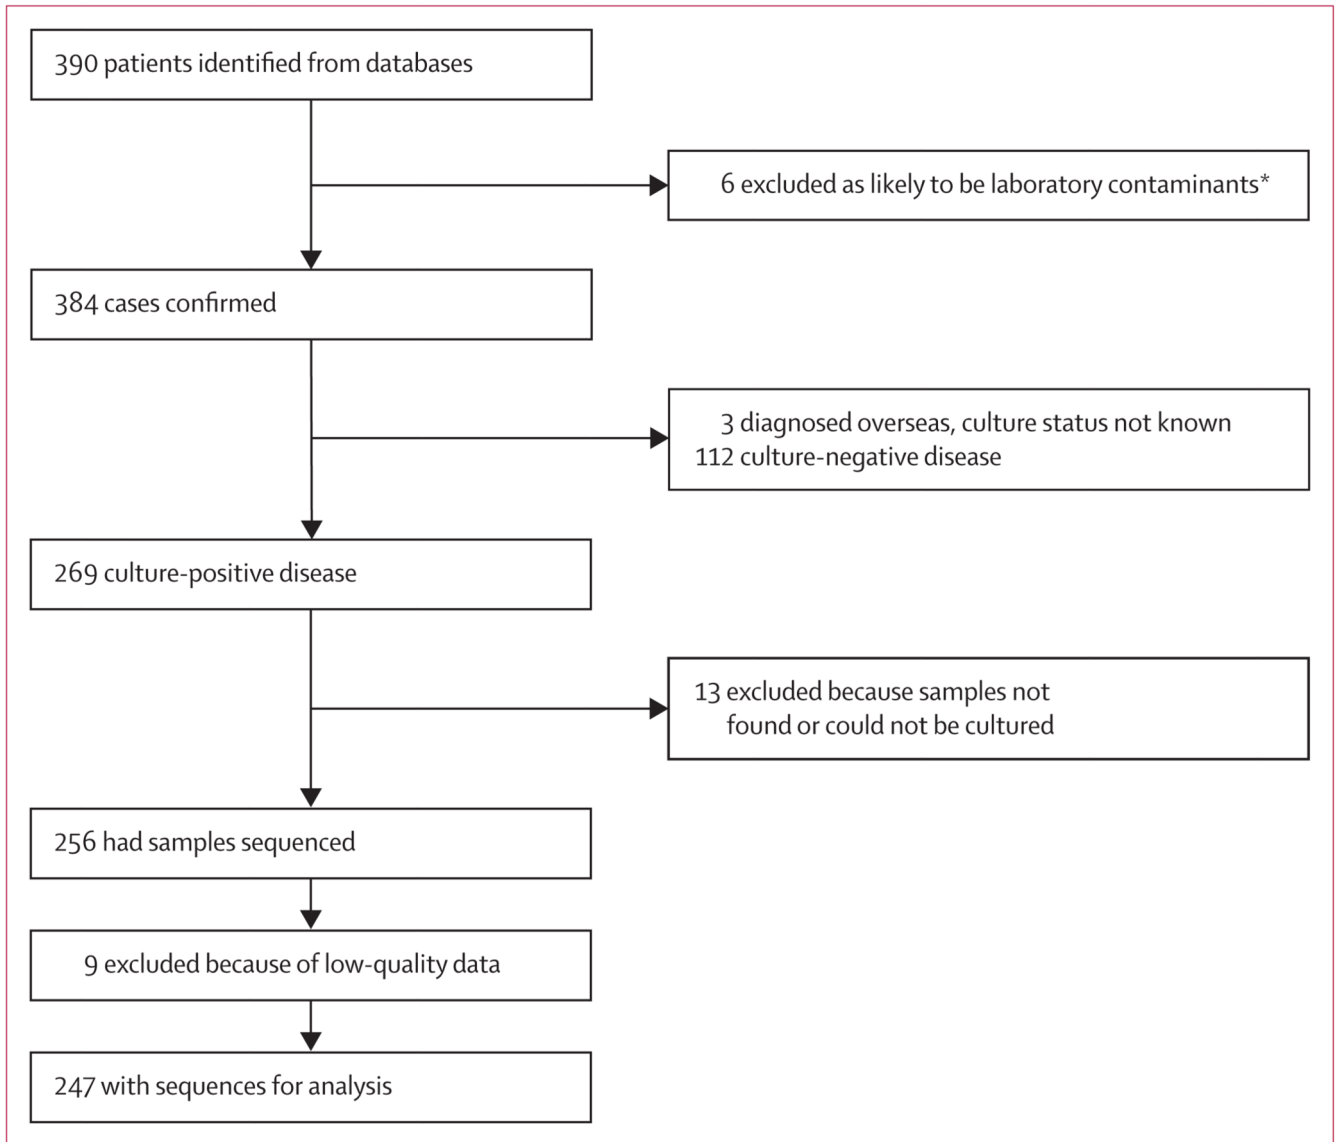 390 patients identified from databases
6 excluded as likely to be laboratory contaminants*
384 cases confirmed
3 diagnosed overseas, culture status not known
112 culture-negative disease
269 culture-positive disease
13 excluded because samples not
found or could not be cultured
256 had samples sequenced
9 excluded because of low-quality data
247 with sequences for analysis